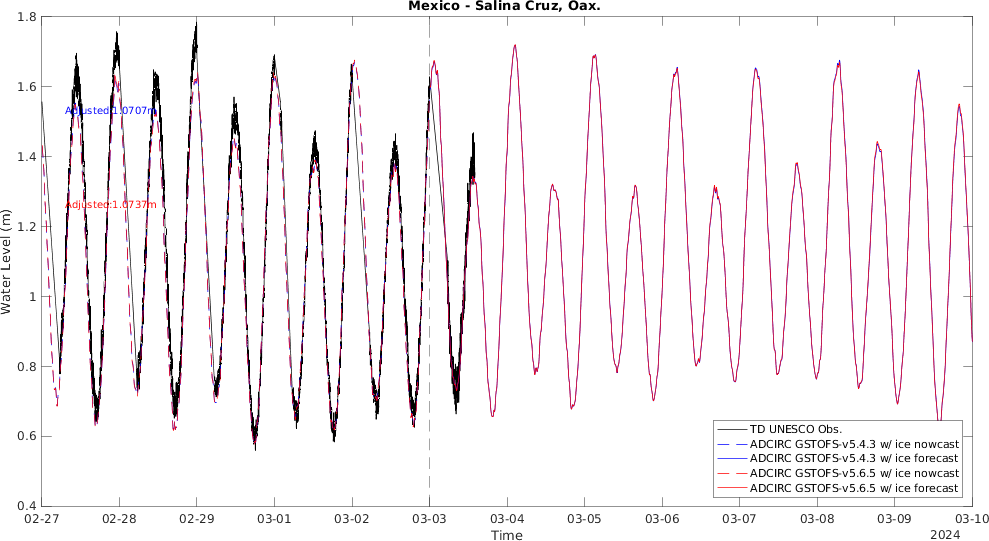 Mexico - Salina Cruz, Oax.
1.8
1.6
1.4
1.2
1
0.8
0.6
0.4
Water Level (m)
Adjusted:1.0707m
Adjusted:1.0737m
TD UNESCO Obs.
ADCIRC GSTOFS-v5.4.3 w/ ice nowcast
ADCIRC GSTOFS-v5.4.3 w/ ice forecast
ADCIRC GSTOFS-v5.6.5 w/ ice nowcast
ADCIRC GSTOFS-v5.6.5 w/ ice forecast
02-27 02-28 02-29 03-01 03-02 03-03 03-04 03-05 03-06 03-07 03-08 03-09 03-10
Time
2024